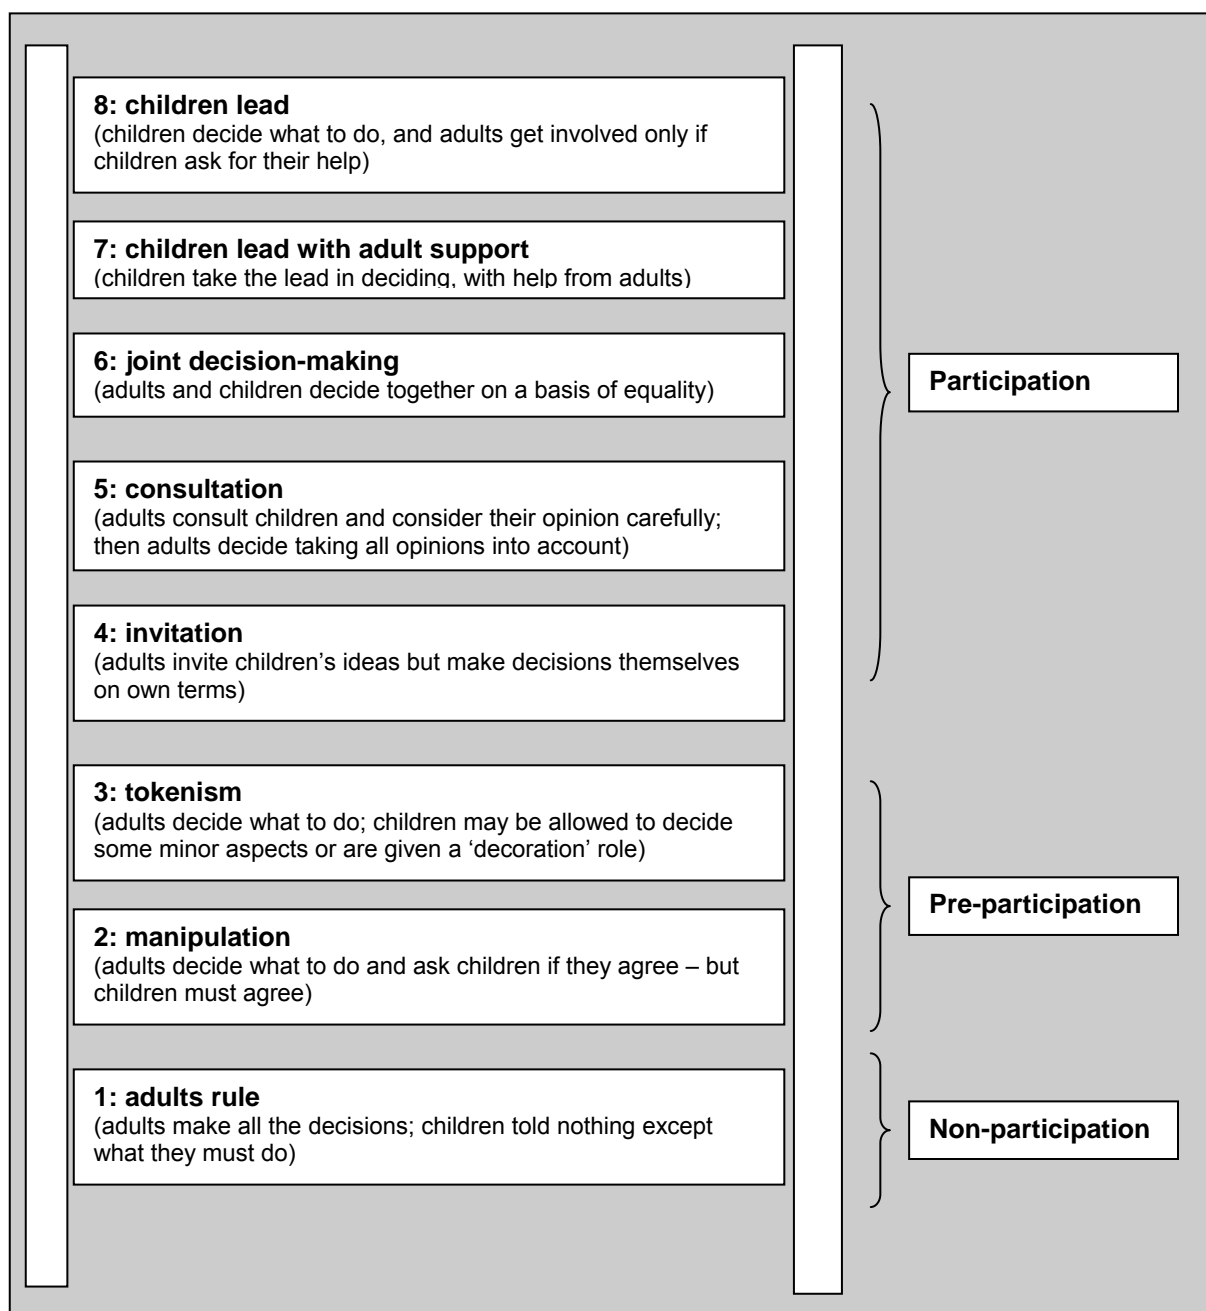 8: children lead
(children decide what to do, and adults get involved only if
children ask for their help)
7: children lead with adult support
(children take the lead in deciding, with help from adults)
6: joint decision-making
(adults and children decide together on a basis of equality)
Participation
5: consultation
(adults consult children and consider their opinion carefully;
then adults decide taking all opinions into account)
4: invitation
(adults invite children’s ideas but make decisions themselves
on own terms)
3: tokenism
(adults decide what to do; children may be allowed to decide
some minor aspects or are given a ‘decoration’ role)
Pre-participation
2: manipulation
(adults decide what to do and ask children if they agree – but
children must agree)
1: adults rule
(adults make all the decisions; children told nothing except
what they must do)
Non-participation